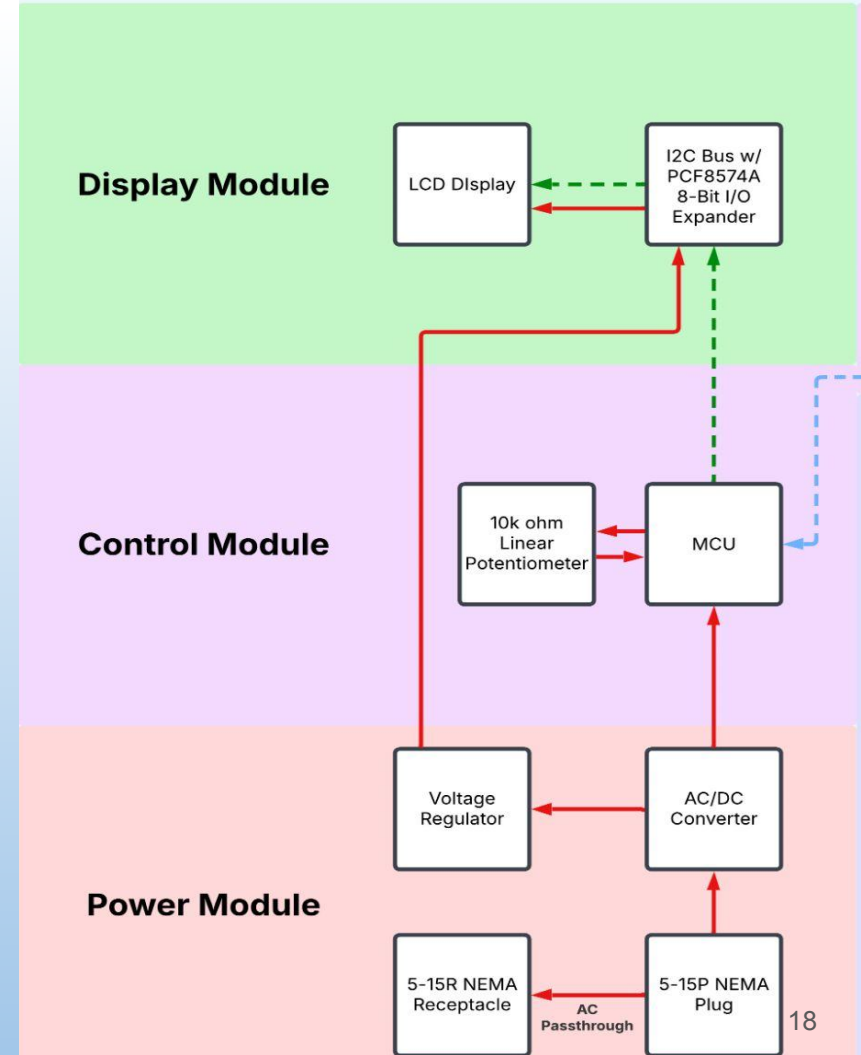 Display Module
LCD DIsplay
I2C Bus w/
PCF8574A
8-Bit I/O
Expander
Control Module
10k ohm
Linear
Potentiometer
MCU
Voltage
Regulator
AC/DC
Converter
Power Module
5-15R NEMA
Receptacle
AC
Passthrough
5-15P NEMA
Plug
18